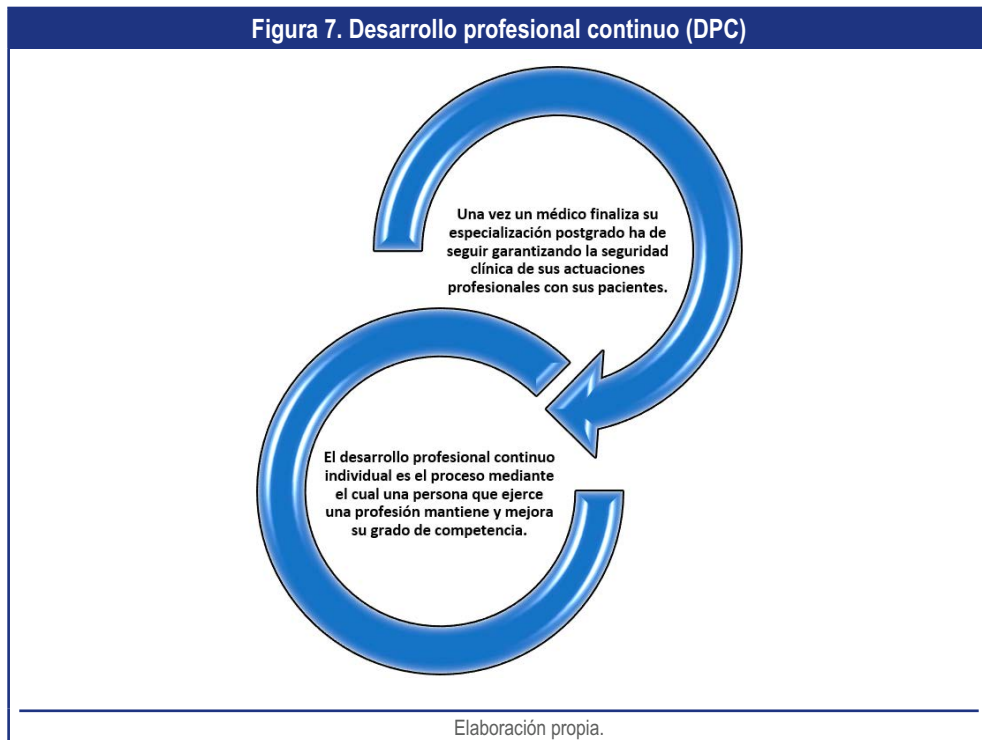 Figura 7. Desarrollo profesional continuo (DPC)
Una vez un médico finaliza su
especialización postgrado ha de
seguir garantizando la seguridad
clínica de sus actuaciones
profesionales con sus pacientes.
El desarrollo profesional continuo
individual es el proceso mediante
el cual una persona que ejerce
una profesión mantiene y mejora
su grado de competencia.
Elaboración propia.